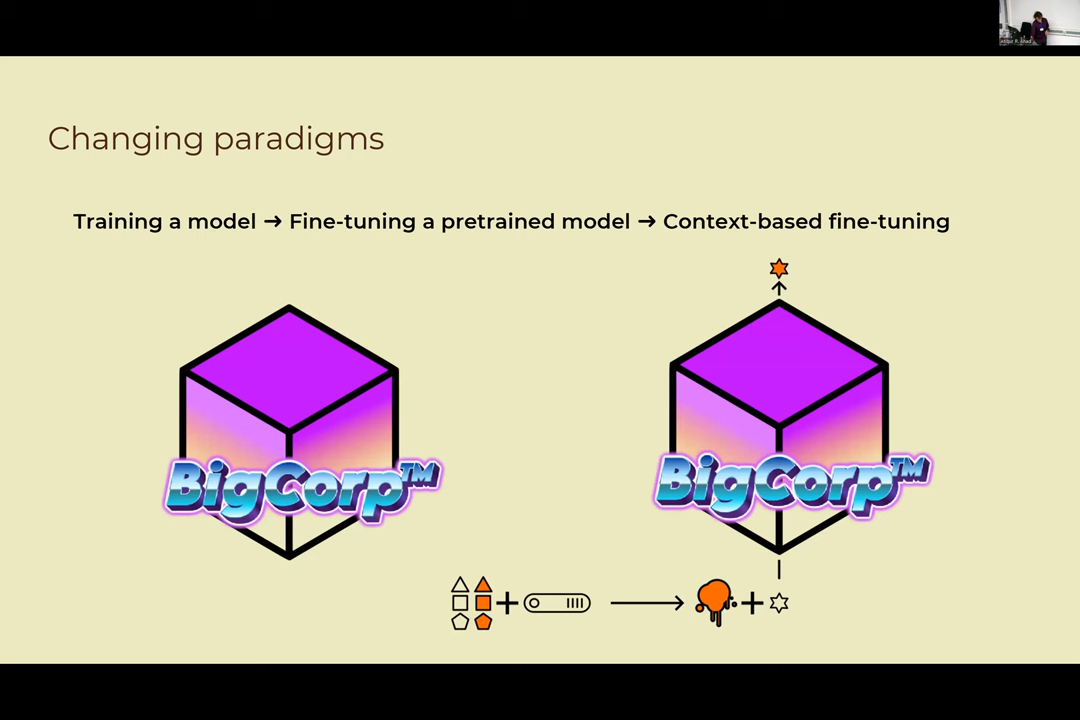 Changing paradigms
Training a model → Fine-tuning a pretrained model → Context-based fine-tuning
BigCorp™
BigCorp™